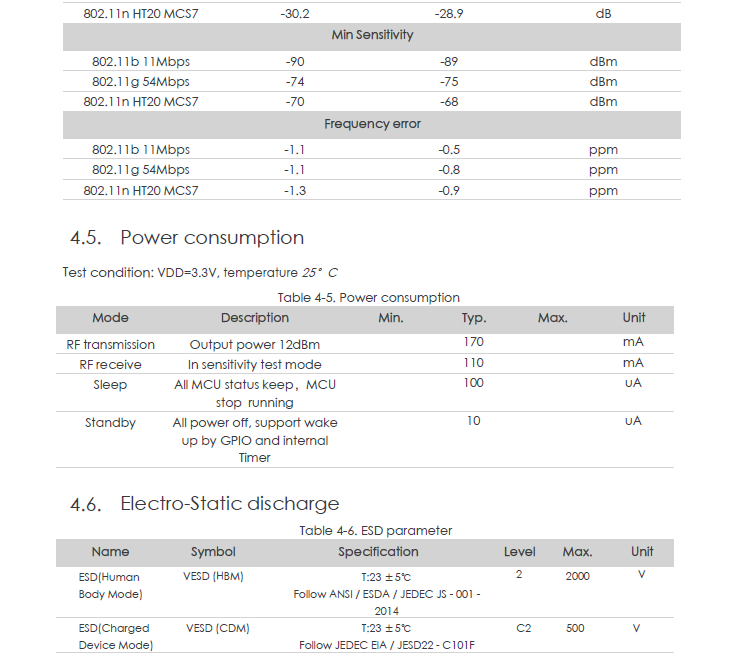 802.11n HT20 MCS7 -30.2 -28.9 dB
Min Sensitivity
802.11b 11Mbps -90 -89 dBm
802.11g 54Mbps -74 -75 dBm
802.11n HT20 MCS7 -70 -68 dBm
Frequency error
802.11b 11Mbps -1.1 -0.5 ppm
802.11g 54Mbps -1.1 -0.8 ppm
802.11n HT20 MCS7 -1.3 -0.9 ppm
4.5. Power consumption
Test condition: VDD=3.3V, temperature 25° C
Table 4-5. Power consumption
Mode Description Min. Typ. Max. Unit
RF transmission Output power 12dBm 170 mA
RF receive In sensitivity test mode 110 mA
Sleep All MCU status keep，MCU 100 uA
stop running
Standby All power off, support wake 10 uA
up by GPIO and internal
Timer
4.6. Electro-Static discharge
Table 4-6. ESD parameter
Name Symbol Specification Level Max. Unit
ESD(Human VESD (HBM) T:23 ±5℃ 2 2000 V
Body Mode) Follow ANSI / ESDA / JEDEC JS - 001 -
2014
ESD(Charged VESD (CDM) T:23 ±5℃ C2 500 V
Device Mode) Follow JEDEC EIA / JESD22 - C101F